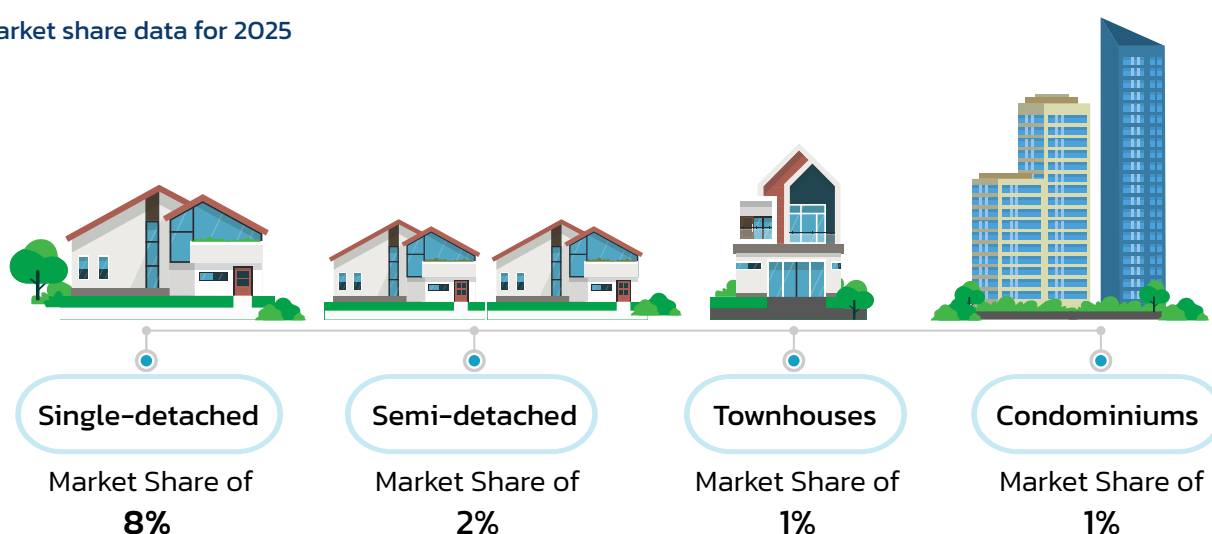 arket share data for 2025
Single-detached
Semi-detached
Townhouses
Condominiums
Market Share of
8%
Market Share of
2%
Market Share of
1%
Market Share of
1%